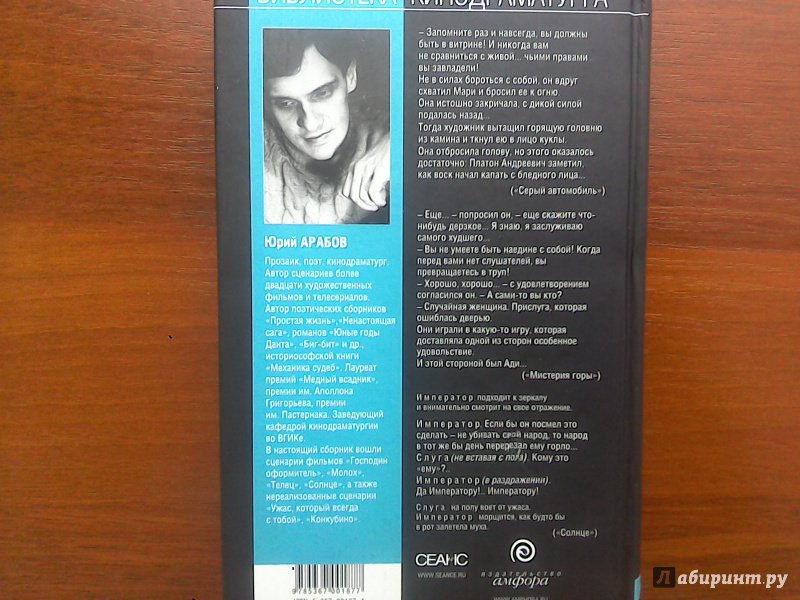 БИБЛИОТЕКА КИНОДРАМАТУРГА
Юрий АРАБОВ
Прозаик, поэт, кинодраматург.
Автор сценариев более
двадцати художественных
фильмов и телесериалов.
Автор поэтических сборников
«Простая жизнь», «Ненастоящая
сага», романов «Юные годы
Данта», «Биг-бит» и др.,
историософской книги
«Механика судеб». Лауреат
премий «Медный всадник»,
премии им. Аполлона
Григорьева, премии
им. Пастернака. Заведующий
кафедрой кинодраматургии
во ВГИКе.
В настоящий сборник вошли
сценарии фильмов «Господин
оформитель», «Молох»,
«Телец», «Солнце», а также
нереализованные сценарии
«Ужас, который всегда
с тобой», «Конкубино».
9785367001877
– Запомните раз и навсегда, вы должны
быть в витрине! И никогда вам
не сравниться с живой... чьими правами
вы завладели!
Не в силах бороться с собой, он вдруг
схватил Мари и бросил ее к огню.
Она истошно закричала, с дикой силой
подалась назад...
Тогда художник вытащил горящую головню
из камина и ткнул ею в лицо куклы.
Она отбросила голову, но этого оказалось
достаточно: Платон Андреевич заметил,
как воск начал капать с бледного лица...
(«Серый автомобиль»)
– Еще... – попросил он, – еще скажите что-
нибудь дерзкое... Я знаю, я заслуживаю
самого худшего...
– Вы не умеете быть наедине с собой! Когда
перед вами нет слушателей, вы
превращаетесь в труп!
– Хорошо, хорошо... – с удовлетворением
согласился он. – А сами-то вы кто?
– Случайная женщина. Прислуга, которая
ошиблась дверью.
Они играли в какую-то игру, которая
доставляла одной из сторон особенное
удовольствие.
И этой стороной был Ади...
(«Мистерия горы»)
Император подходит к зеркалу
и внимательно смотрит на свое отражение.
Император. Если бы он посмел это
сделать – не убивать свой народ, то народ
в тот же бы день перерезал ему горло...
Слуга (не вставая с пола). Кому это
«ему»?..
Император (в раздражении).
Да Императору!.. Императору!
Слуга на полу воет от ужаса.
Император морщится, как будто бы
в рот залетела муха.
(«Солнце»)
СЕАНС
WWW.SEANCE.RU
издательство
амфора
WWW.AMPHORA.RU
Лабиринт.ру